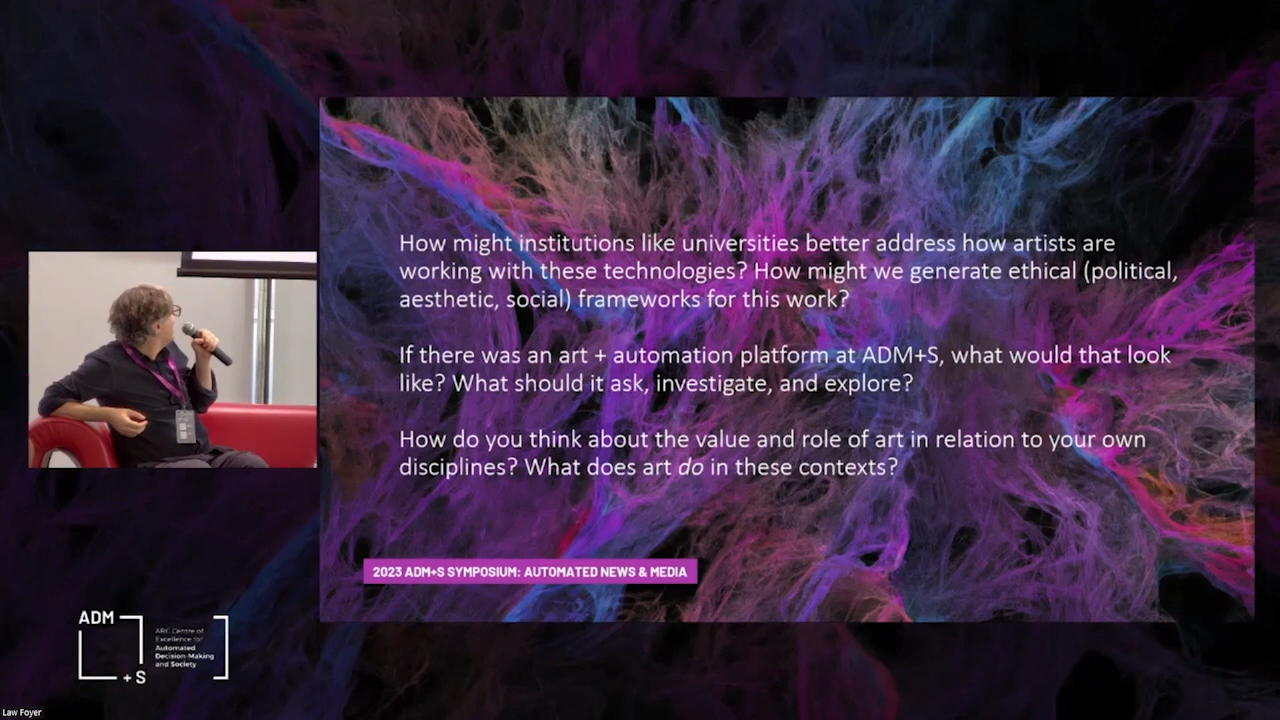 How might institutions like universities better address how artists are
working with these technologies? How might we generate ethical (political,
aesthetic, social) frameworks for this work?
If there was an art + automation platform at ADM+S, what would that look
like? What should it ask, investigate, and explore?
How do you think about the value and role of art in relation to your own
disciplines? What does art do in these contexts?
2023 ADM+S SYMPOSIUM: AUTOMATED NEWS & MEDIA
ADM
+ S
ARC Centre of
Excellence for
Automated
Decision-Making
and Society
Law Foyer